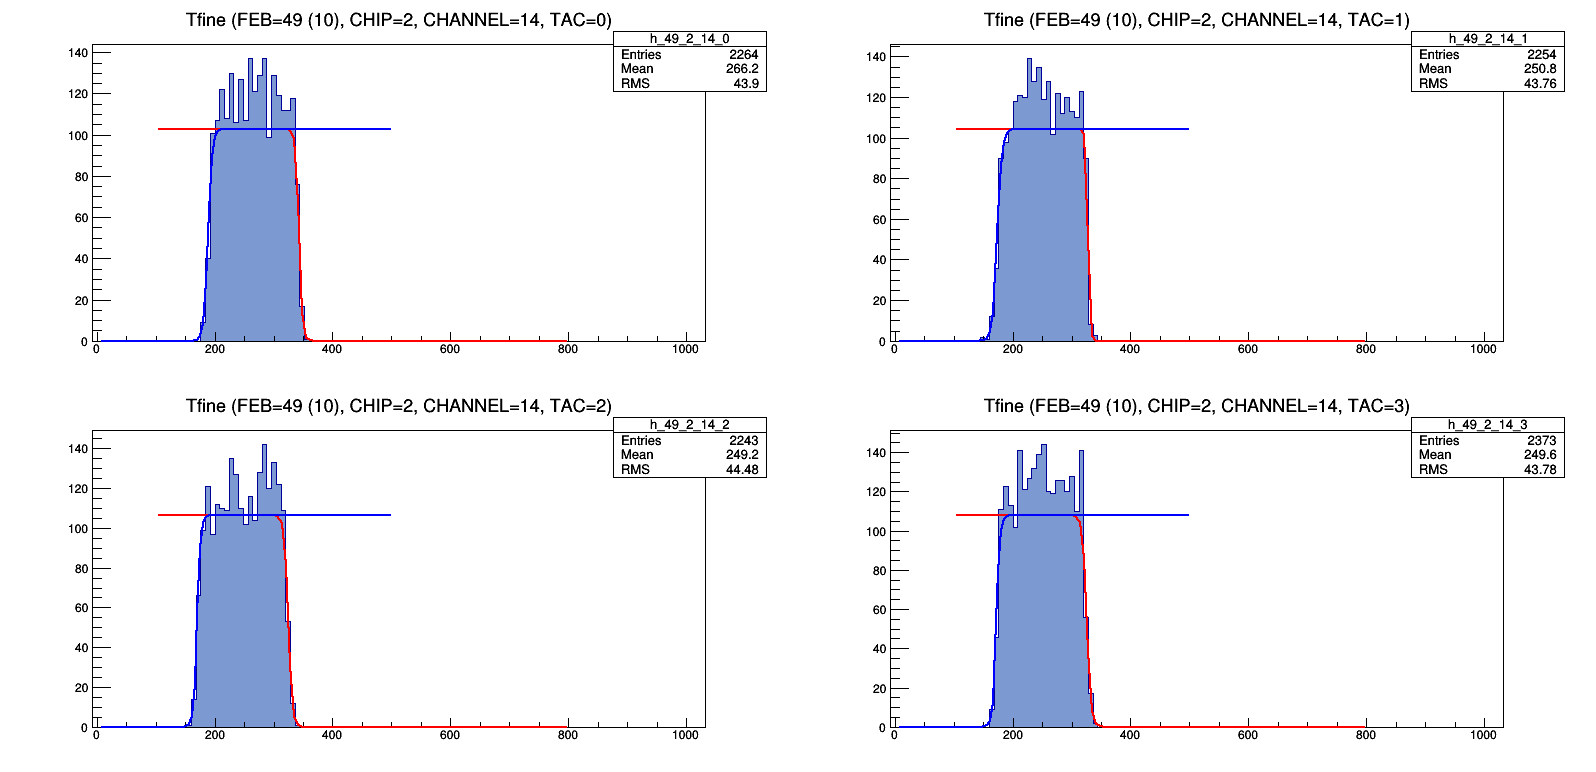 Tfine (FEB=49 (10), CHIP=2, CHANNEL=14, TAC=0)
h_49_2_14_0
Entries 2264
Mean 266.2
RMS 43.9
140
120
100
80
60
40
20
0
0 200 400 600 800 1000
Tfine (FEB=49 (10), CHIP=2, CHANNEL=14, TAC=1)
h_49_2_14_1
Entries 2254
Mean 250.8
RMS 43.76
140
120
100
80
60
40
20
0
0 200 400 600 800 1000
Tfine (FEB=49 (10), CHIP=2, CHANNEL=14, TAC=2)
h_49_2_14_2
Entries 2243
Mean 249.2
RMS 44.48
140
120
100
80
60
40
20
0
0 200 400 600 800 1000
Tfine (FEB=49 (10), CHIP=2, CHANNEL=14, TAC=3)
h_49_2_14_3
Entries 2373
Mean 249.6
RMS 43.78
140
120
100
80
60
40
20
0
0 200 400 600 800 1000